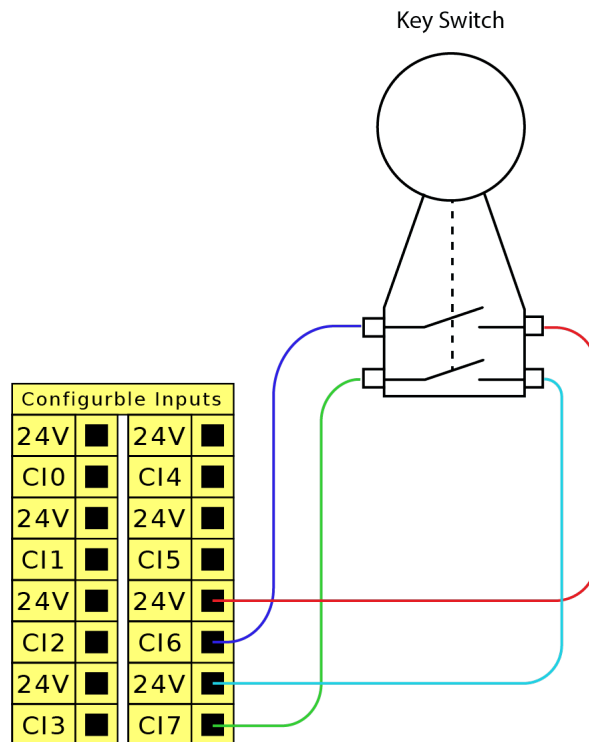 Key Switch
Configurble Inputs
24V 24V
CI0 CI4
24V 24V
CI1 CI5
24V 24V
CI2 CI6
24V 24V
CI3 CI7